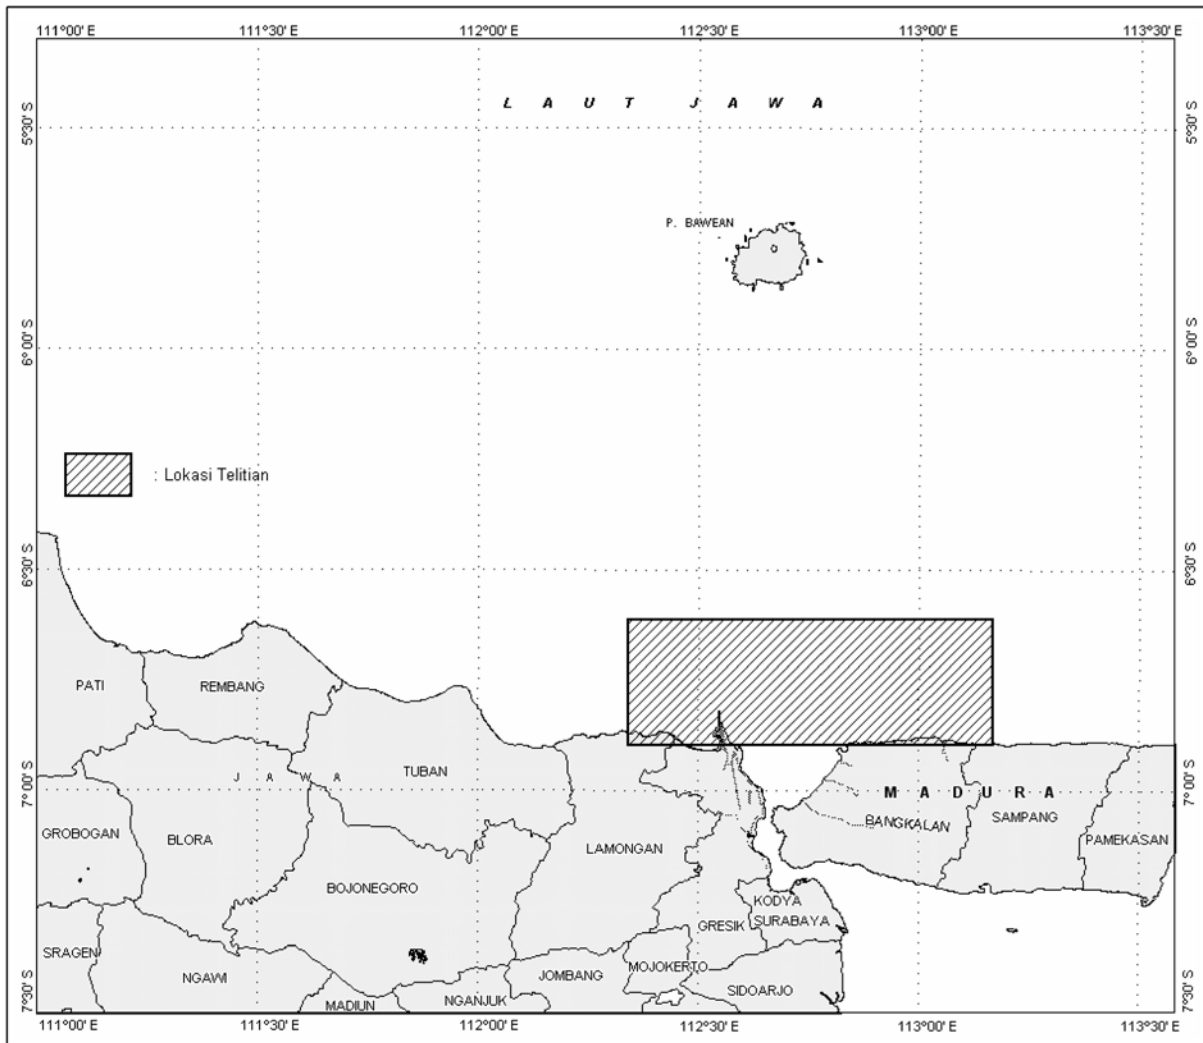 111°00' E 111°30' E 112°00' E 112°30' E 113°00' E 113°30' E
L A U T J A W A
5°30' S 5°30' S
P. BAWEAN
6°00' S 6°00' S
: Lokasi Telitian
6°30' S 6°30' S
PATI REMBANG
J A W A TUBAN
7°00' S M A D U R A 7°00' S
GROBOGAN BLORA LAMONGAN BANGKALAN SAMPANG
PAMEKASAN
BOJONEGORO
KODYA
GRESIK SURABAYA
SRAGEN NGAWI JOMBANG MOJOKERTO
SIDOARJO
MADIUN NGANJUK
7°30' S 7°30' S
111°00' E 111°30' E 112°00' E 112°30' E 113°00' E 113°30' E